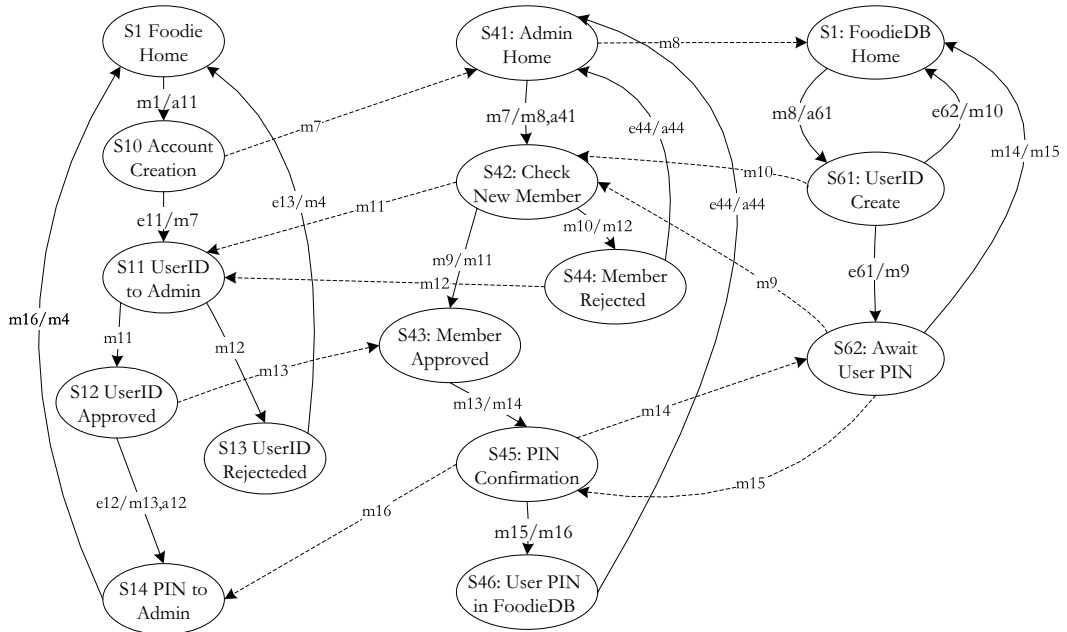 S1 Foodie
Home
S41: Admin
Home
S1: FoodieDB
Home
m8
m1/a11
m7/m8,a41
m8/a61
e62/m10
m7
e44/a44
S10 Account
Creation
S42: Check
New Member
m10
m14/m15
S61: UserID
Create
e13/m4
m11
e44/a44
e11/m7
m10/m12
S11 UserID
to Admin
m9/m11
m12
S44: Member
Rejected
m9
e61/m9
m16/m4
m11
m12
S43: Member
Approved
S62: Await
User PIN
m13
S12 UserID
Approved
m13/m14
m14
S13 UserID
Rejecteded
S45: PIN
Confirmation
m15
e12/m13,a12
m16
m15/m16
S14 PIN to
Admin
S46: User PIN
in FoodieDB